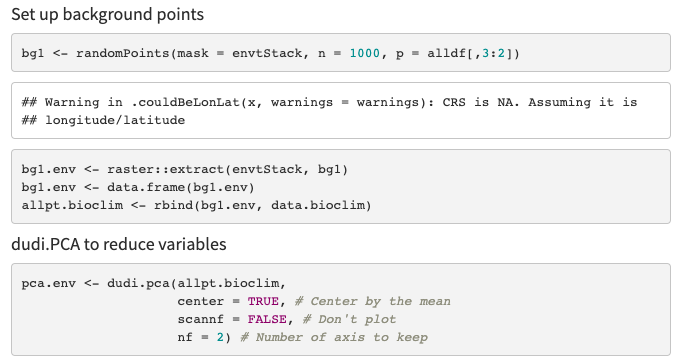 Set up background points
bg1 <- randomPoints(mask = envtStack, n = 1000, p = alldf[,3:2])
## Warning in .couldBeLonLat(x, warnings = warnings): CRS is NA. Assuming it is
## longitude/latitude
bg1.env <- raster::extract(envtStack, bg1)
bg1.env <- data.frame(bg1.env)
allpt.bioclim <- rbind(bg1.env, data.bioclim)
dudi.PCA to reduce variables
pca.env <- dudi.pca(allpt.bioclim,
center = TRUE, # Center by the mean
scannf = FALSE, # Don't plot
nf = 2) # Number of axis to keep